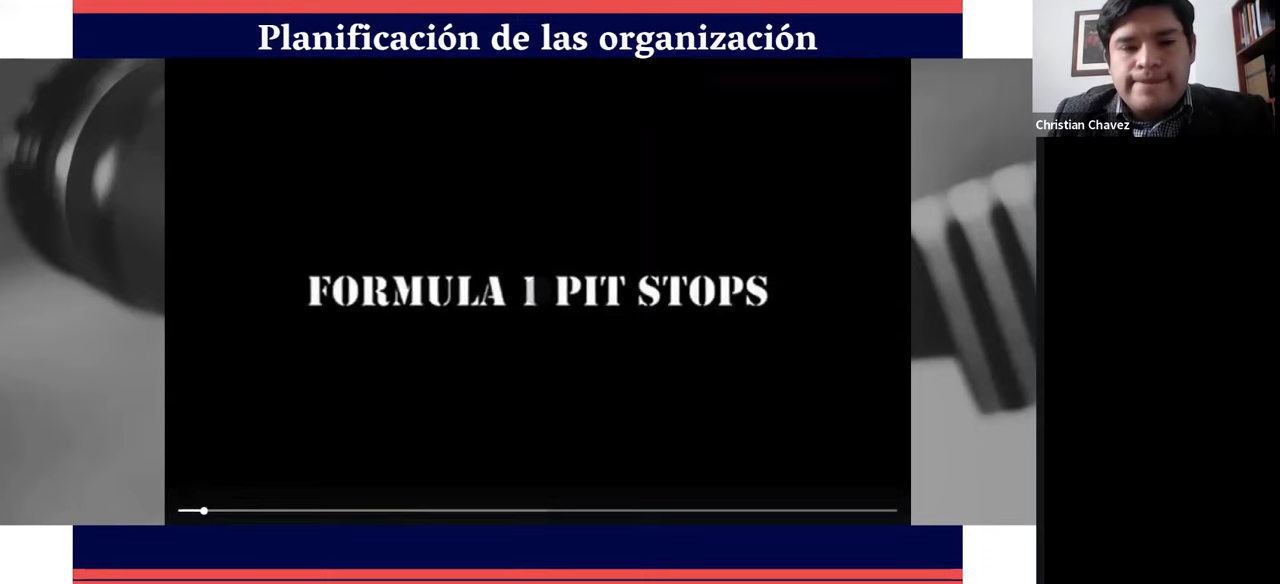 Planificación de las organización
FORMULA 1 PIT STOPS
Christian Chavez